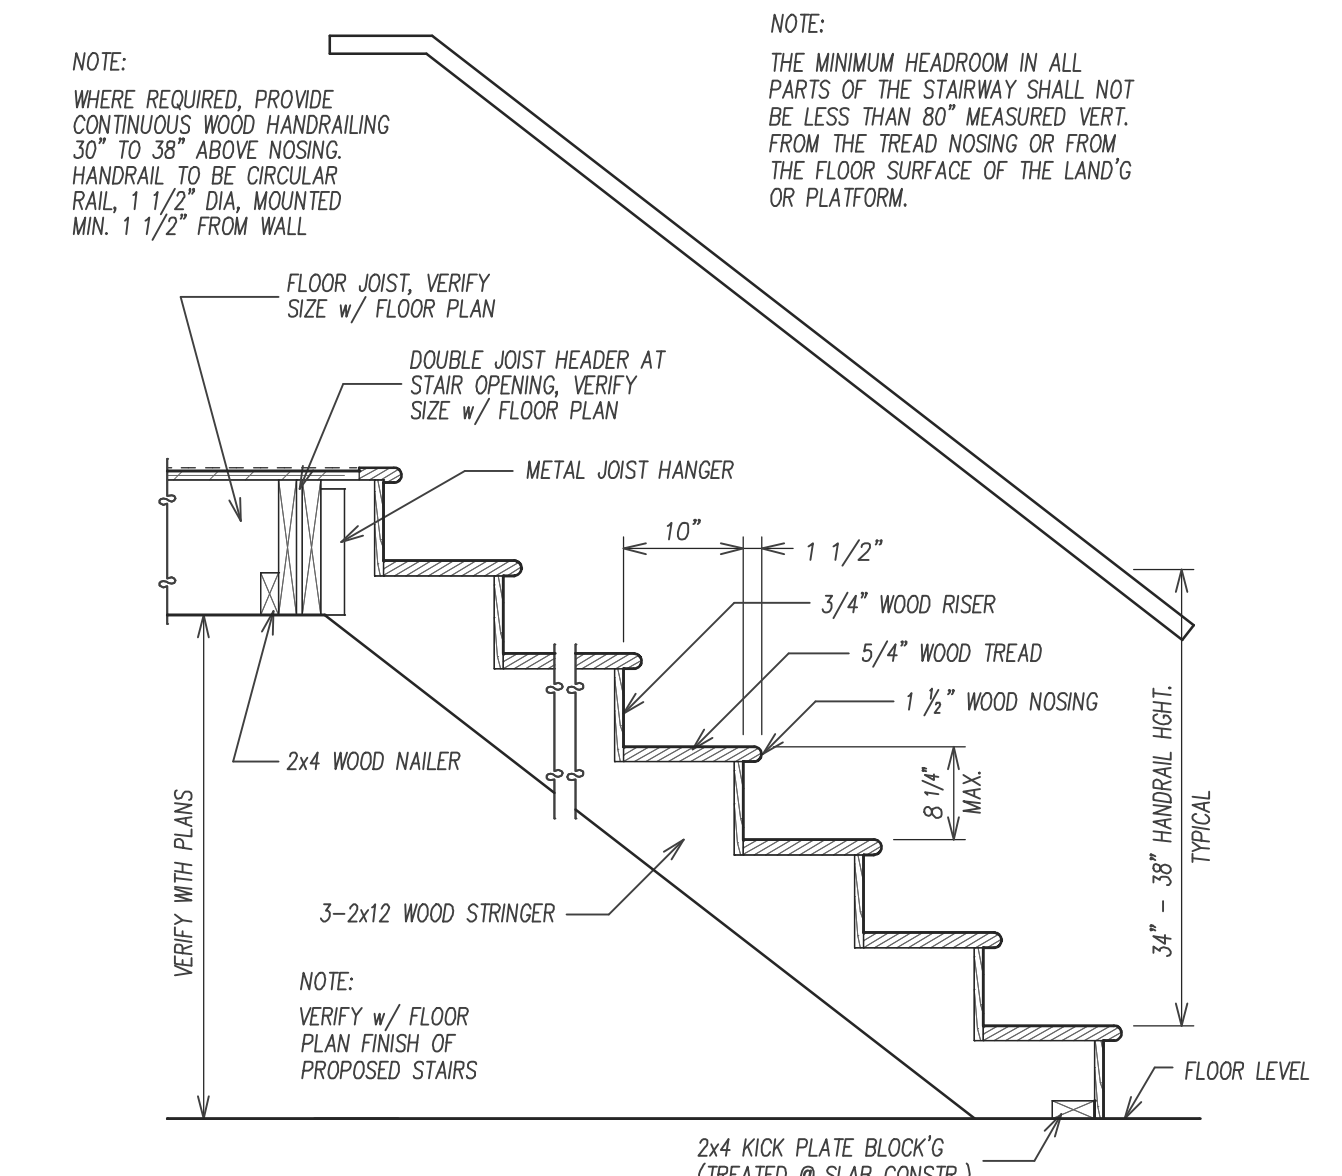 NOTE:
WHERE REQUIRED, PROVIDE
CONTINUOUS WOOD HANDRAILING
30" TO 38" ABOVE NOSING.
HANDRAIL TO BE CIRCULAR
RAIL, 1 1/2" DIA, MOUNTED
MIN. 1 1/2" FROM WALL
NOTE:
THE MINIMUM HEADROOM IN ALL
PARTS OF THE STAIRWAY SHALL NOT
BE LESS THAN 80" MEASURED VERT.
FROM THE TREAD NOSING OR FROM
THE FLOOR SURFACE OF THE LAND'G
OR PLATFORM.
FLOOR JOIST, VERIFY
SIZE w/ FLOOR PLAN
DOUBLE JOIST HEADER AT
STAIR OPENING, VERIFY
SIZE w/ FLOOR PLAN
METAL JOIST HANGER
10"
1 1/2"
3/4" WOOD RISER
5/4" WOOD TREAD
1 ½" WOOD NOSING
8 1/4"
MAX.
34" – 38" HANDRAIL HGHT.
TYPICAL
2x4 WOOD NAILER
VERIFY WITH PLANS
3-2x12 WOOD STRINGER
NOTE:
VERIFY w/ FLOOR
PLAN FINISH OF
PROPOSED STAIRS
FLOOR LEVEL
2x4 KICK PLATE BLOCK'G
(TREATED @ SLAB CONSTR.)